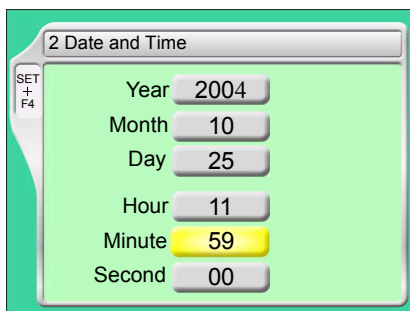 2 Date and Time
SET
+
F4
Year 2004
Month 10
Day 25
Hour 11
Minute 59
Second 00